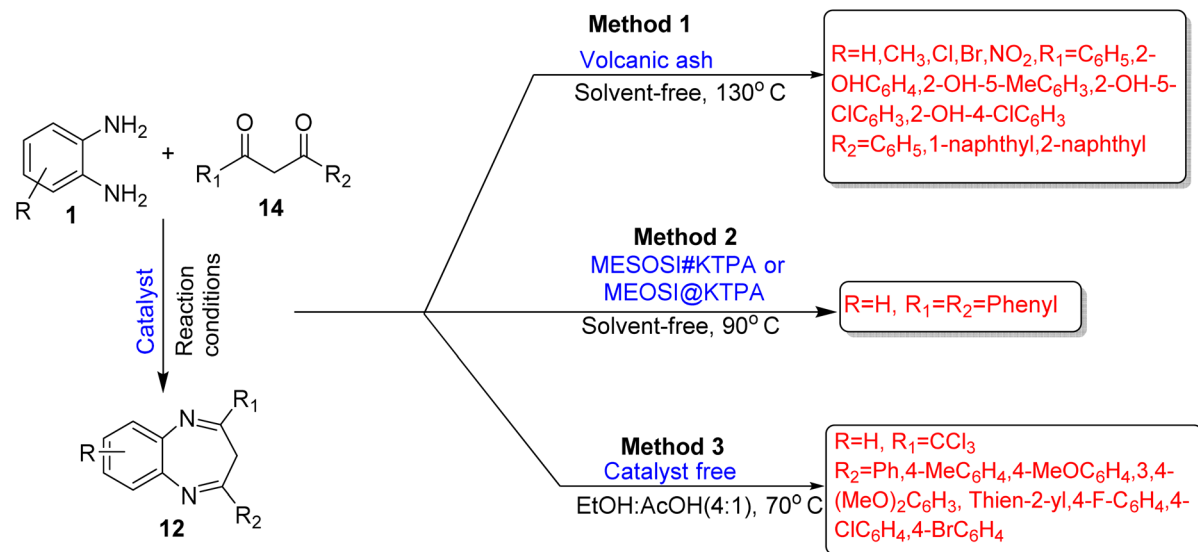 NH2
NH2
R
1
+
O
O
R1
R2
14
Catalyst
Reaction
conditions
N
R1
R
N
R2
12
Method 1
Volcanic ash
Solvent-free, 130o C
R=H,CH3,Cl,Br,NO2,R1=C6H5,2-
OHC6H4,2-OH-5-MeC6H3,2-OH-5-
ClC6H3,2-OH-4-ClC6H3
R2=C6H5,1-naphthyl,2-naphthyl
Method 2
MESOSI#KTPA or
MEOSI@KTPA
Solvent-free, 90o C
R=H, R1=R2=Phenyl
Method 3
Catalyst free
EtOH:AcOH(4:1), 70o C
R=H, R1=CCl3
R2=Ph,4-MeC6H4,4-MeOC6H4,3,4-
(MeO)2C6H3, Thien-2-yl,4-F-C6H4,4-
ClC6H4,4-BrC6H4